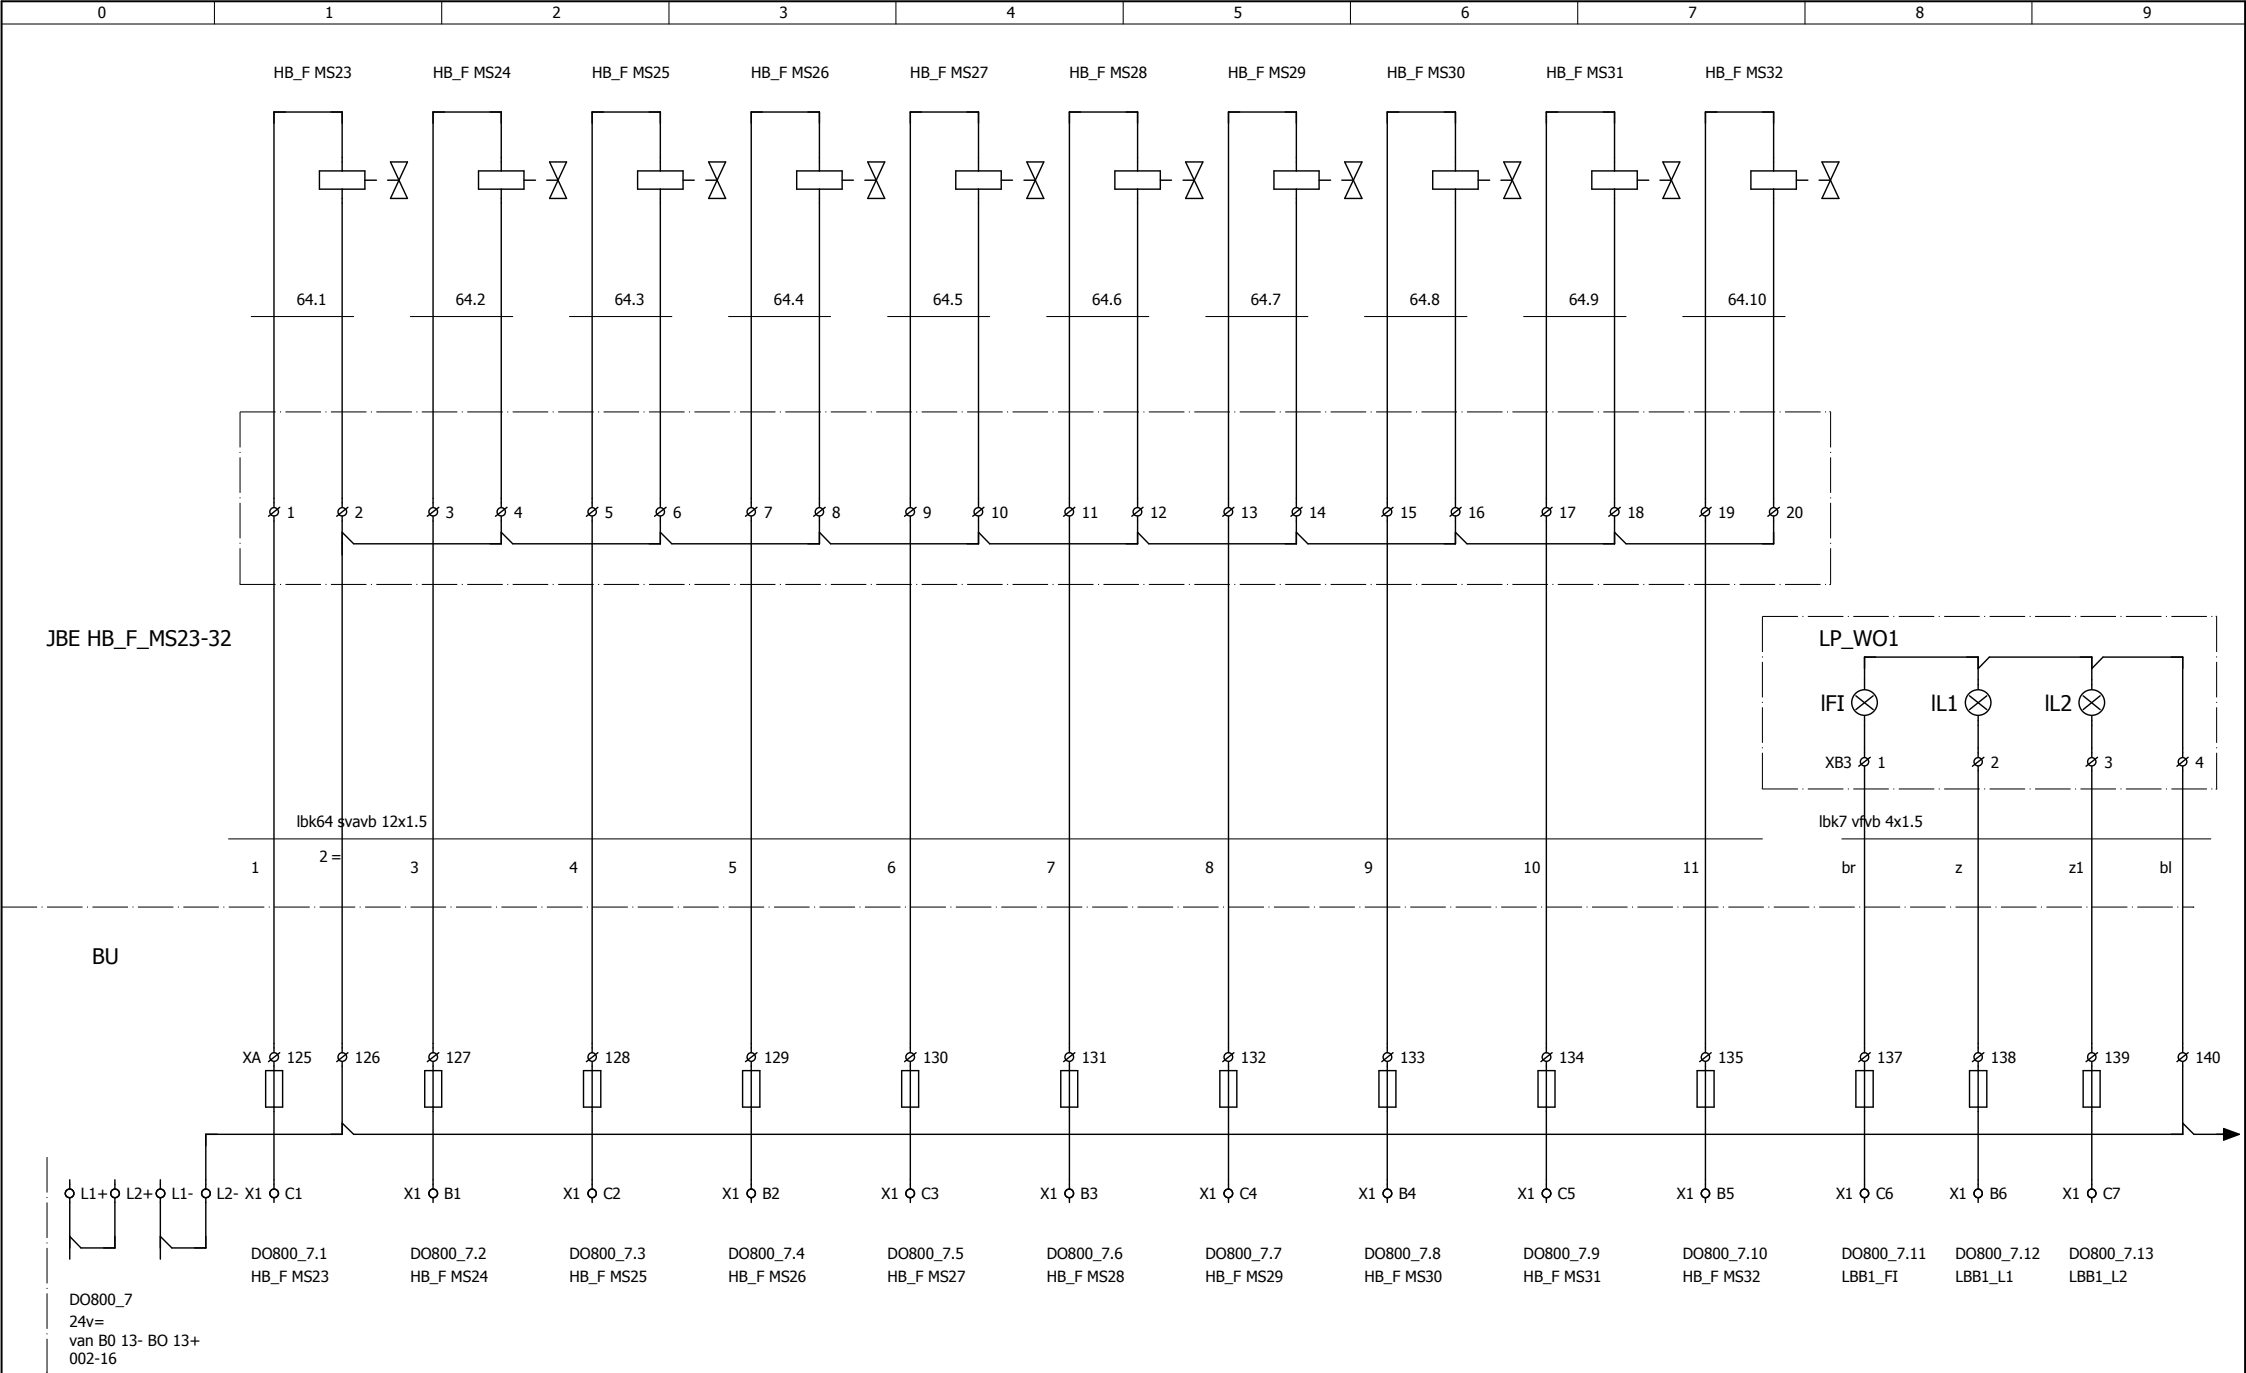 0 1 2 3 4 5 6 7 8 9
HB_F MS23 HB_F MS24 HB_F MS25 HB_F MS26 HB_F MS27 HB_F MS28 HB_F MS29 HB_F MS30 HB_F MS31 HB_F MS32
64.1 64.2 64.3 64.4 64.5 64.6 64.7 64.8 64.9 64.10
1 2 3 4 5 6 7 8 9 10 11 12 13 14 15 16 17 18 19 20
JBE HB_F_MS23-32 LP_WO1
lFI lL1 lL2
XB3 1 2 3 4
lbk64 svavb 12x1.5 lbk7 vfvb 4x1.5
1 2 = 3 4 5 6 7 8 9 10 11 br z z1 bl
BU
XA 125 126 127 128 129 130 131 132 133 134 135 137 138 139 140
L1+ L2+ L1- L2- X1 C1 X1 B1 X1 C2 X1 B2 X1 C3 X1 B3 X1 C4 X1 B4 X1 C5 X1 B5 X1 C6 X1 B6 X1 C7
DO800_7.1 DO800_7.2 DO800_7.3 DO800_7.4 DO800_7.5 DO800_7.6 DO800_7.7 DO800_7.8 DO800_7.9 DO800_7.10 DO800_7.11 DO800_7.12 DO800_7.13
HB_F MS23 HB_F MS24 HB_F MS25 HB_F MS26 HB_F MS27 HB_F MS28 HB_F MS29 HB_F MS30 HB_F MS31 HB_F MS32 LBB1_FI LBB1_L1 LBB1_L2
DO800_7
24v=
van B0 13- BO 13+
002-16